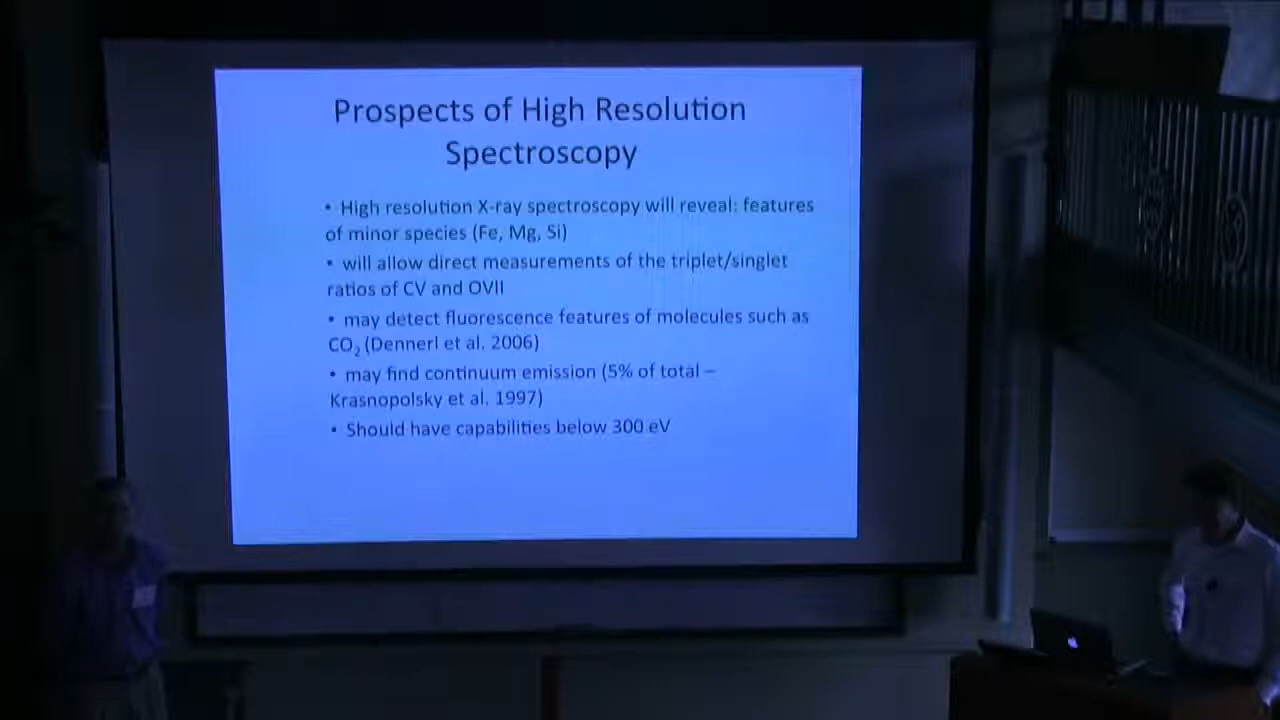 Prospects of High Resolution
Spectroscopy
• High resolution X-ray spectroscopy will reveal: features
of minor species (Fe, Mg, Si)
• will allow direct measurements of the triplet/singlet
ratios of CV and OVII
• may detect fluorescence features of molecules such as
CO₂ (Dennerl et al. 2006)
• may find continuum emission (5% of total –
Krasnopolsky et al. 1997)
• Should have capabilities below 300 eV